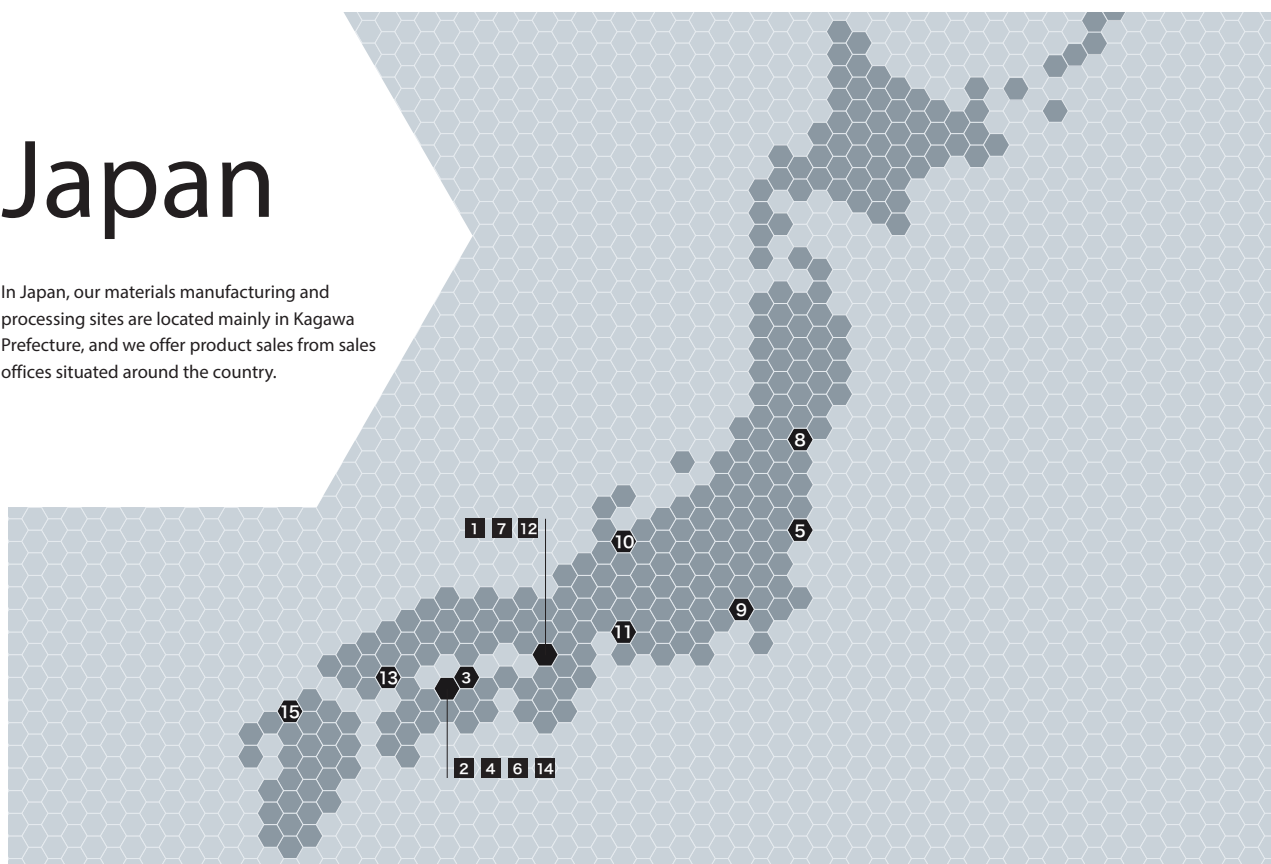 Japan
In Japan, our materials manufacturing and
processing sites are located mainly in Kagawa
Prefecture, and we offer product sales from sales
offices situated around the country.
8
1 7 12
5
10
9
11
13
3
15
2 4 6 14